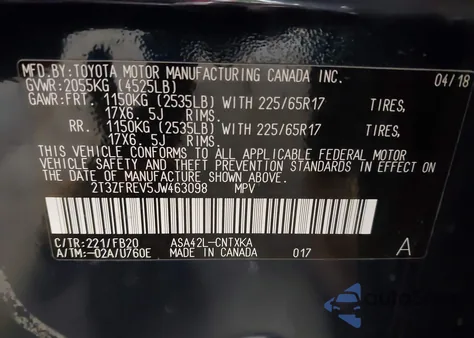 MFD.BY:TOYOTA MOTOR MANUFACTURING CANADA INC. 04/18
GVWR:2055KG (4525LB)
GAWR:FRT. 1150KG (2535LB) WITH 225/65R17 TIRES,
17X6. 5J RIMS.
RR. 1150KG (2535LB) WITH 225/65R17 TIRES,
17X6. 5J RIMS.
THIS VEHICLE CONFORMS TO ALL APPLICABLE FEDERAL MOTOR
VEHICLE SAFETY AND THEFT PREVENTION STANDARDS IN EFFECT ON
THE DATE OF MANUFACTURE SHOWN ABOVE.
2T3ZFREV5JW463098 MPV
C/TR:221/FB20 ASA42L-CNTXKA
A/TM:-02A/U760E MADE IN CANADA 017 A